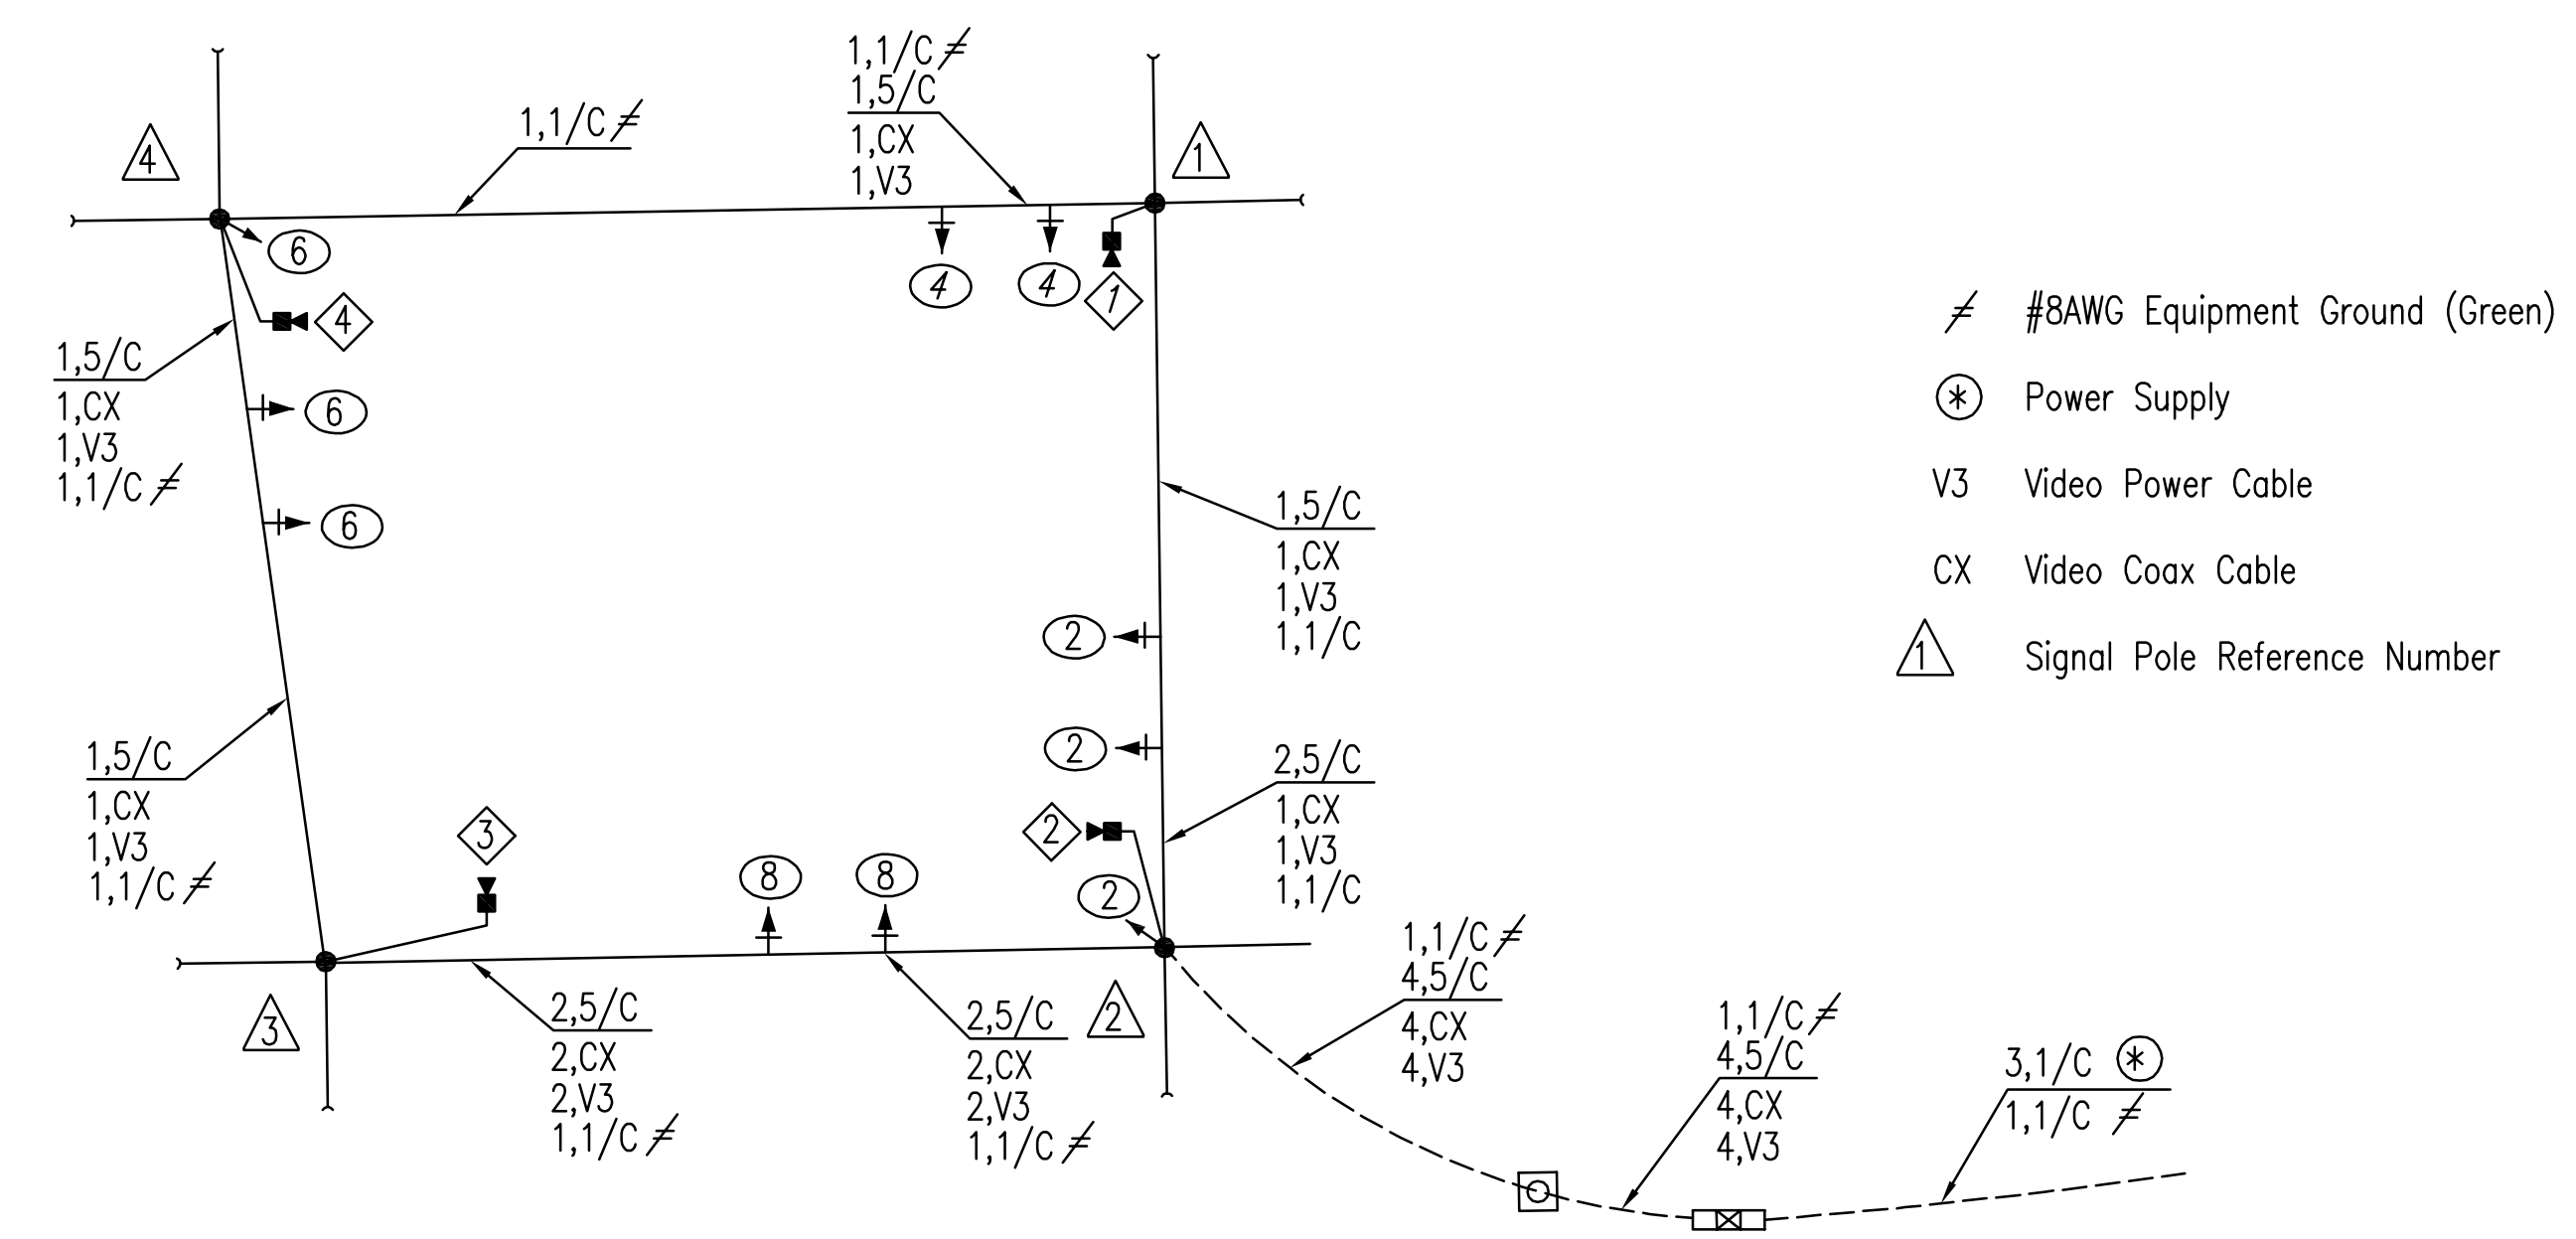 1,1/C ≠
1,5/C
1,CX
1,V3
1,1/C ≠
4
1
6
4
4
1
4
1,5/C
1,CX
1,V3
1,1/C ≠
6
6
≠ #8AWG Equipment Ground (Green)
* Power Supply
V3 Video Power Cable
CX Video Coax Cable
1 Signal Pole Reference Number
1,5/C
1,CX
1,V3
1,1/C
2
2
1,5/C
1,CX
1,V3
1,1/C ≠
2,5/C
1,CX
1,V3
1,1/C
3
8
8
2
2
3
2
2,5/C
2,CX
2,V3
1,1/C ≠
2,5/C
2,CX
2,V3
1,1/C ≠
1,1/C ≠
4,5/C
4,CX
4,V3
1,1/C ≠
4,5/C
4,CX
4,V3
3,1/C *
1,1/C ≠